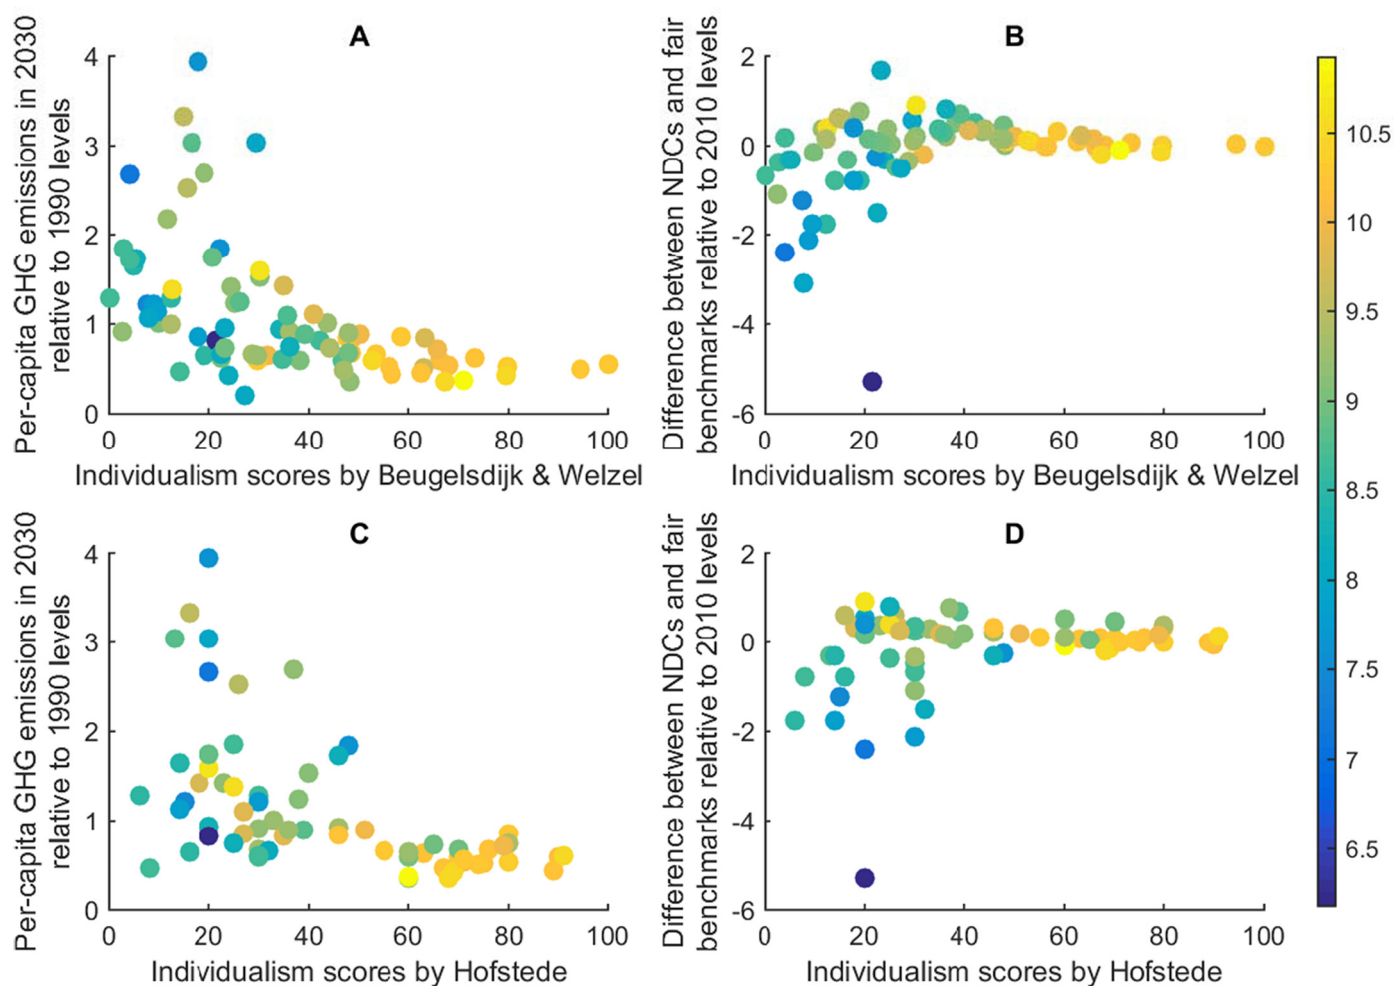 A
Per-capita GHG emissions in 2030
relative to 1990 levels
4
3
2
1
0
0 20 40 60 80 100
Individualism scores by Beugelsdijk & Welzel
B
Difference between NDCs and fair
benchmarks relative to 2010 levels
2
0
-2
-4
-6
0 20 40 60 80 100
Individualism scores by Beugelsdijk & Welzel
C
Per-capita GHG emissions in 2030
relative to 1990 levels
4
3
2
1
0
0 20 40 60 80 100
Individualism scores by Hofstede
D
Difference between NDCs and fair
benchmarks relative to 2010 levels
2
0
-2
-4
-6
0 20 40 60 80 100
Individualism scores by Hofstede
10.5
10
9.5
9
8.5
8
7.5
7
6.5